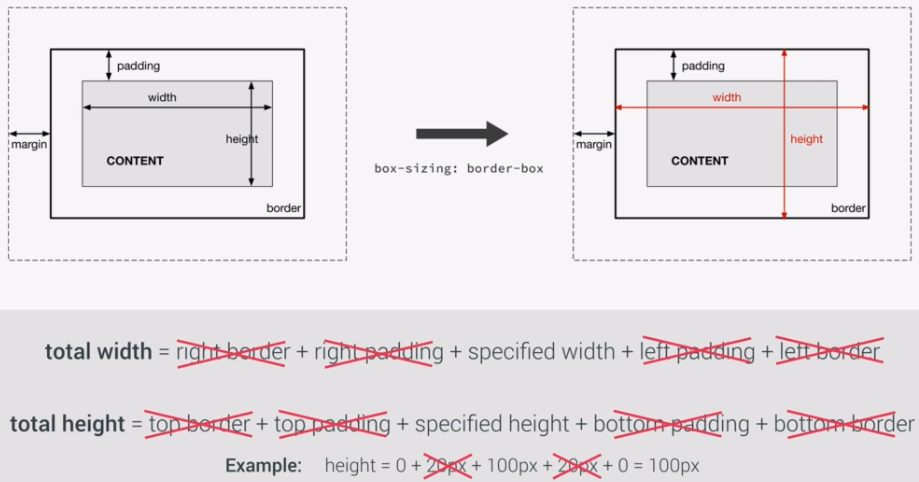 padding
width
height
margin
CONTENT
border
box-sizing: border-box
padding
width
height
margin
CONTENT
border
total width = right border + right padding + specified width + left padding + left border
total height = top border + top padding + specified height + bottom padding + bottom border
Example: height = 0 + 20px + 100px + 20px + 0 = 100px